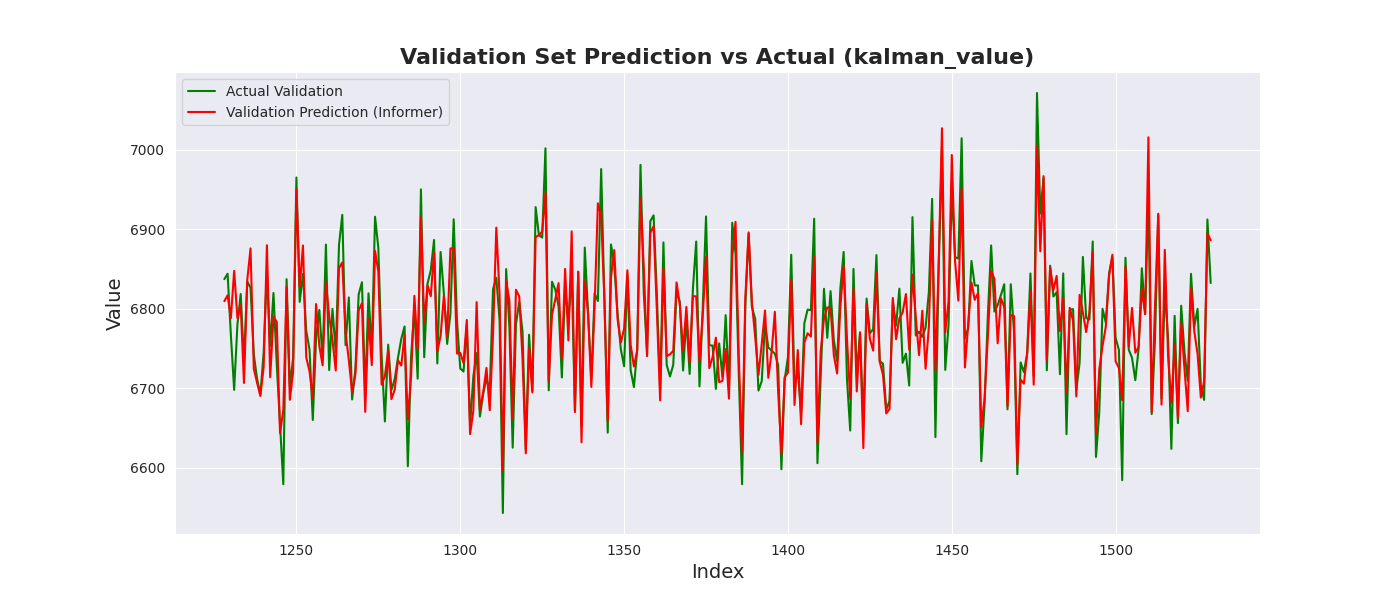 Validation Set Prediction vs Actual (kalman_value)
Actual Validation
Validation Prediction (Informer)
Value
7000
6900
6800
6700
6600
1250 1300 1350 1400 1450 1500
Index